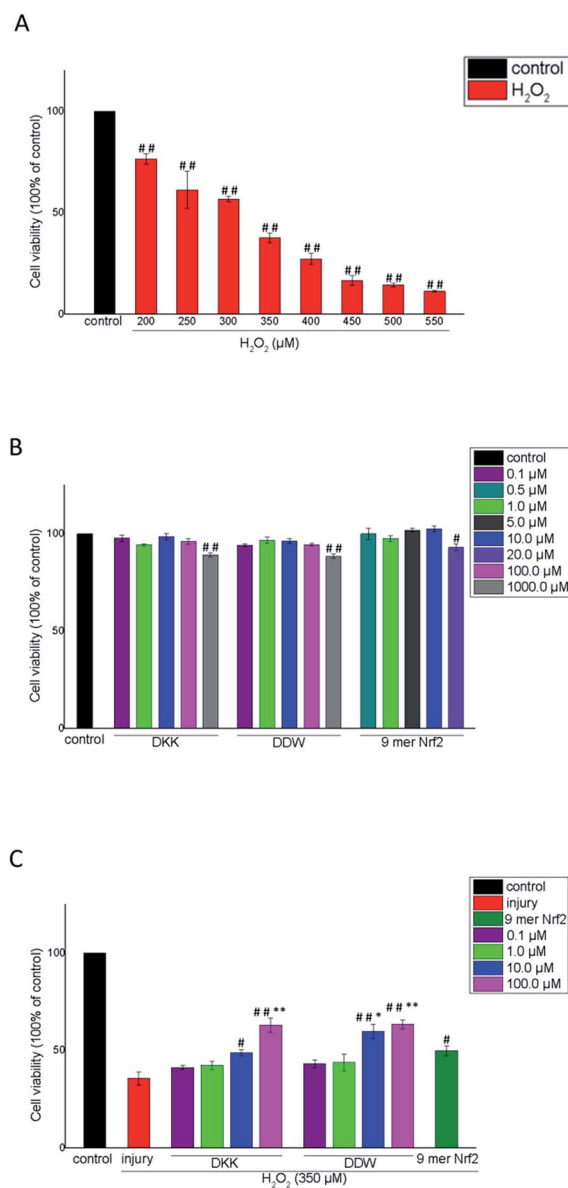 A
control
H₂O₂
Cell viability (100% of control)
100
50
0
## ## ## ## ## ## ## ##
control 200 250 300 350 400 450 500 550
H₂O₂ (µM)
B
control
0.1 µM
0.5 µM
1.0 µM
5.0 µM
10.0 µM
20.0 µM
100.0 µM
1000.0 µM
Cell viability (100% of control)
100
50
0
## ## #
control DKK DDW 9 mer Nrf2
C
control
injury
9 mer Nrf2
0.1 µM
1.0 µM
10.0 µM
100.0 µM
Cell viability (100% of control)
100
50
0
# ##** ##* ##** #
control injury DKK DDW 9 mer Nrf2
H₂O₂ (350 µM)